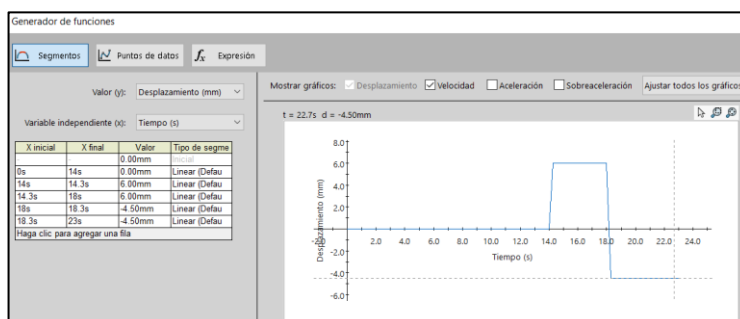 Generador de funciones
Segmentos Puntos de datos fx Expresión
Valor (y): Desplazamiento (mm)
Variable independiente (x): Tiempo (s)
X inicial X final Valor Tipo de segme
- - 0.00mm Inicial
0s 14s 0.00mm Linear (Defau
14s 14.3s 6.00mm Linear (Defau
14.3s 18s 6.00mm Linear (Defau
18s 18.3s -4.50mm Linear (Defau
18.3s 23s -4.50mm Linear (Defau
Haga clic para agregar una fila
Mostrar gráficos: Desplazamiento Velocidad Aceleración Sobreaceleración Ajustar todos los gráficos
t = 22.7s d = -4.50mm
Desplazamiento (mm)
8.0
6.0
4.0
2.0
-2.0 2.0 4.0 6.0 8.0 10.0 12.0 14.0 16.0 18.0 20.0 22.0 24.0
Tiempo (s)
-2.0
-4.0
-6.0